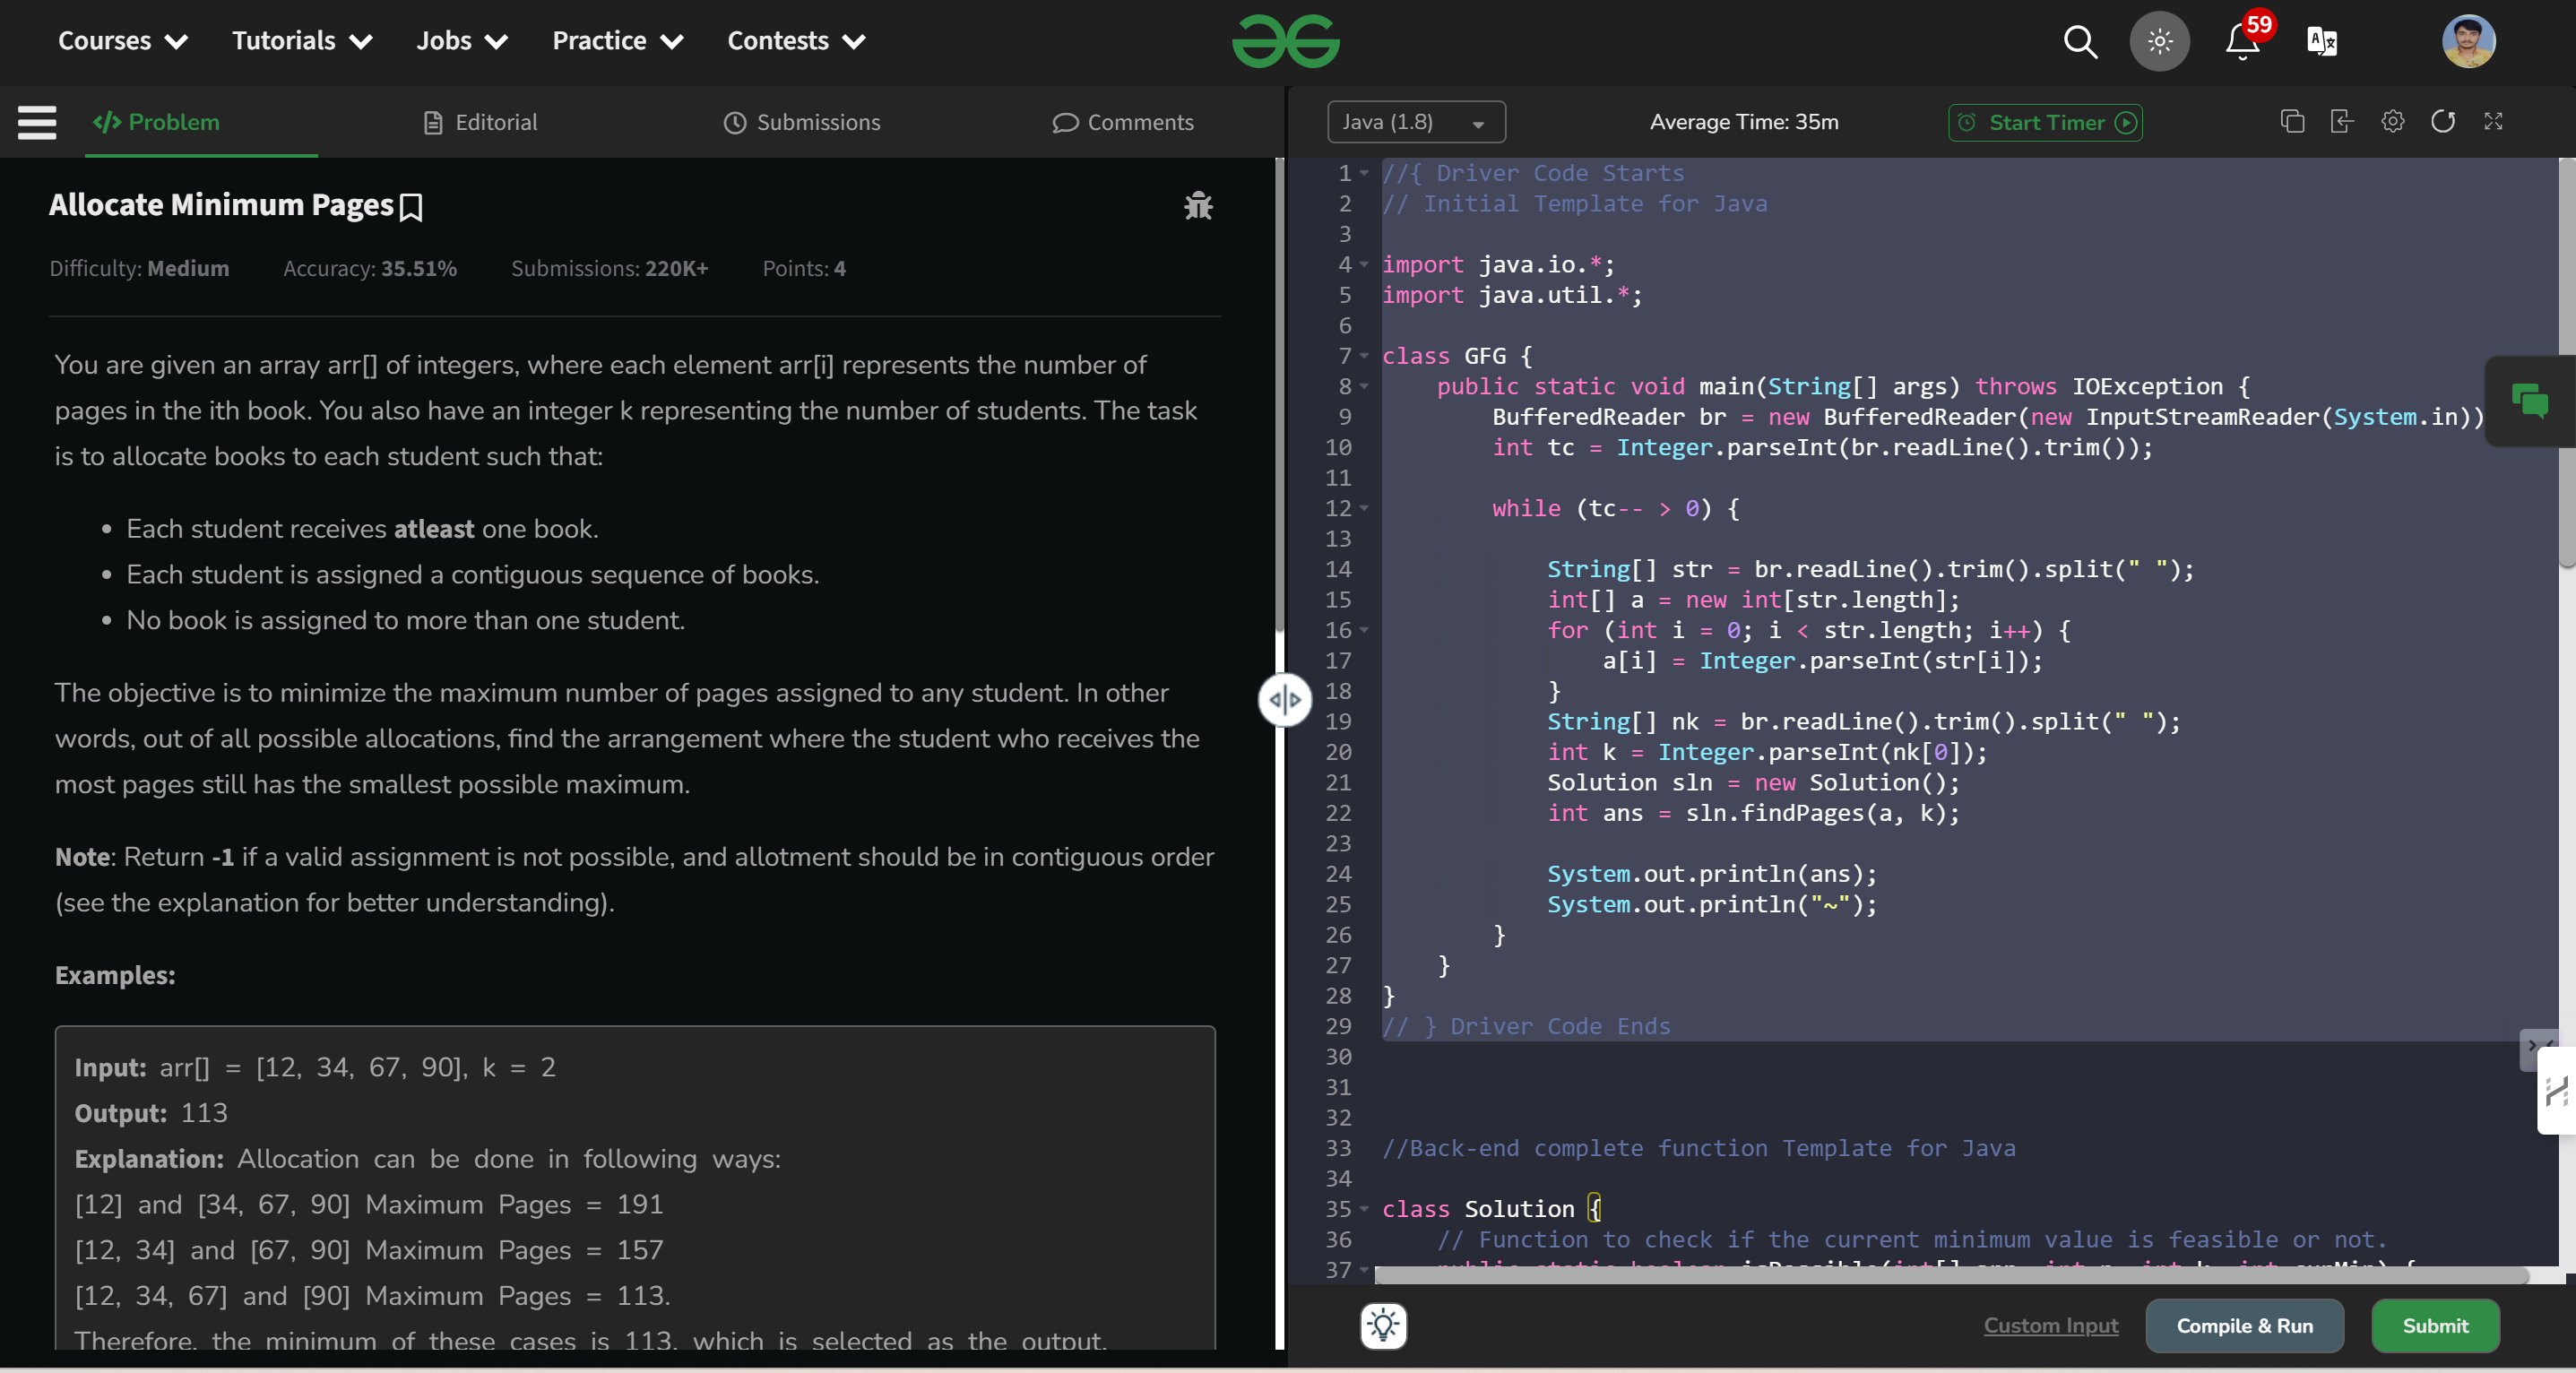 Courses Tutorials Jobs Practice Contests
59
Problem Editorial Submissions Comments
Java (1.8) Average Time: 35m Start Timer
Allocate Minimum Pages
Difficulty: Medium Accuracy: 35.51% Submissions: 220K+ Points: 4
You are given an array arr[] of integers, where each element arr[i] represents the number of
pages in the ith book. You also have an integer k representing the number of students. The task
is to allocate books to each student such that:
• Each student receives atleast one book.
• Each student is assigned a contiguous sequence of books.
• No book is assigned to more than one student.
The objective is to minimize the maximum number of pages assigned to any student. In other
words, out of all possible allocations, find the arrangement where the student who receives the
most pages still has the smallest possible maximum.
Note: Return -1 if a valid assignment is not possible, and allotment should be in contiguous order
(see the explanation for better understanding).
Examples:
Input: arr[] = [12, 34, 67, 90], k = 2
Output: 113
Explanation: Allocation can be done in following ways:
[12] and [34, 67, 90] Maximum Pages = 191
[12, 34] and [67, 90] Maximum Pages = 157
[12, 34, 67] and [90] Maximum Pages = 113.
Therefore, the minimum of these cases is 113, which is selected as the output.
1 //{ Driver Code Starts
2 // Initial Template for Java
3
4 import java.io.*;
5 import java.util.*;
6
7 class GFG {
8 public static void main(String[] args) throws IOException {
9 BufferedReader br = new BufferedReader(new InputStreamReader(System.in))
10 int tc = Integer.parseInt(br.readLine().trim());
11
12 while (tc-- > 0) {
13
14 String[] str = br.readLine().trim().split(" ");
15 int[] a = new int[str.length];
16 for (int i = 0; i < str.length; i++) {
17 a[i] = Integer.parseInt(str[i]);
18 }
19 String[] nk = br.readLine().trim().split(" ");
20 int k = Integer.parseInt(nk[0]);
21 Solution sln = new Solution();
22 int ans = sln.findPages(a, k);
23
24 System.out.println(ans);
25 System.out.println("~");
26 }
27 }
28 }
29 // } Driver Code Ends
30
31
32
33 //Back-end complete function Template for Java
34
35 class Solution {
36 // Function to check if the current minimum value is feasible or not.
37 public static boolean isPossible(int[] arr, int n, int k, int curMin) {
Custom Input Compile & Run Submit